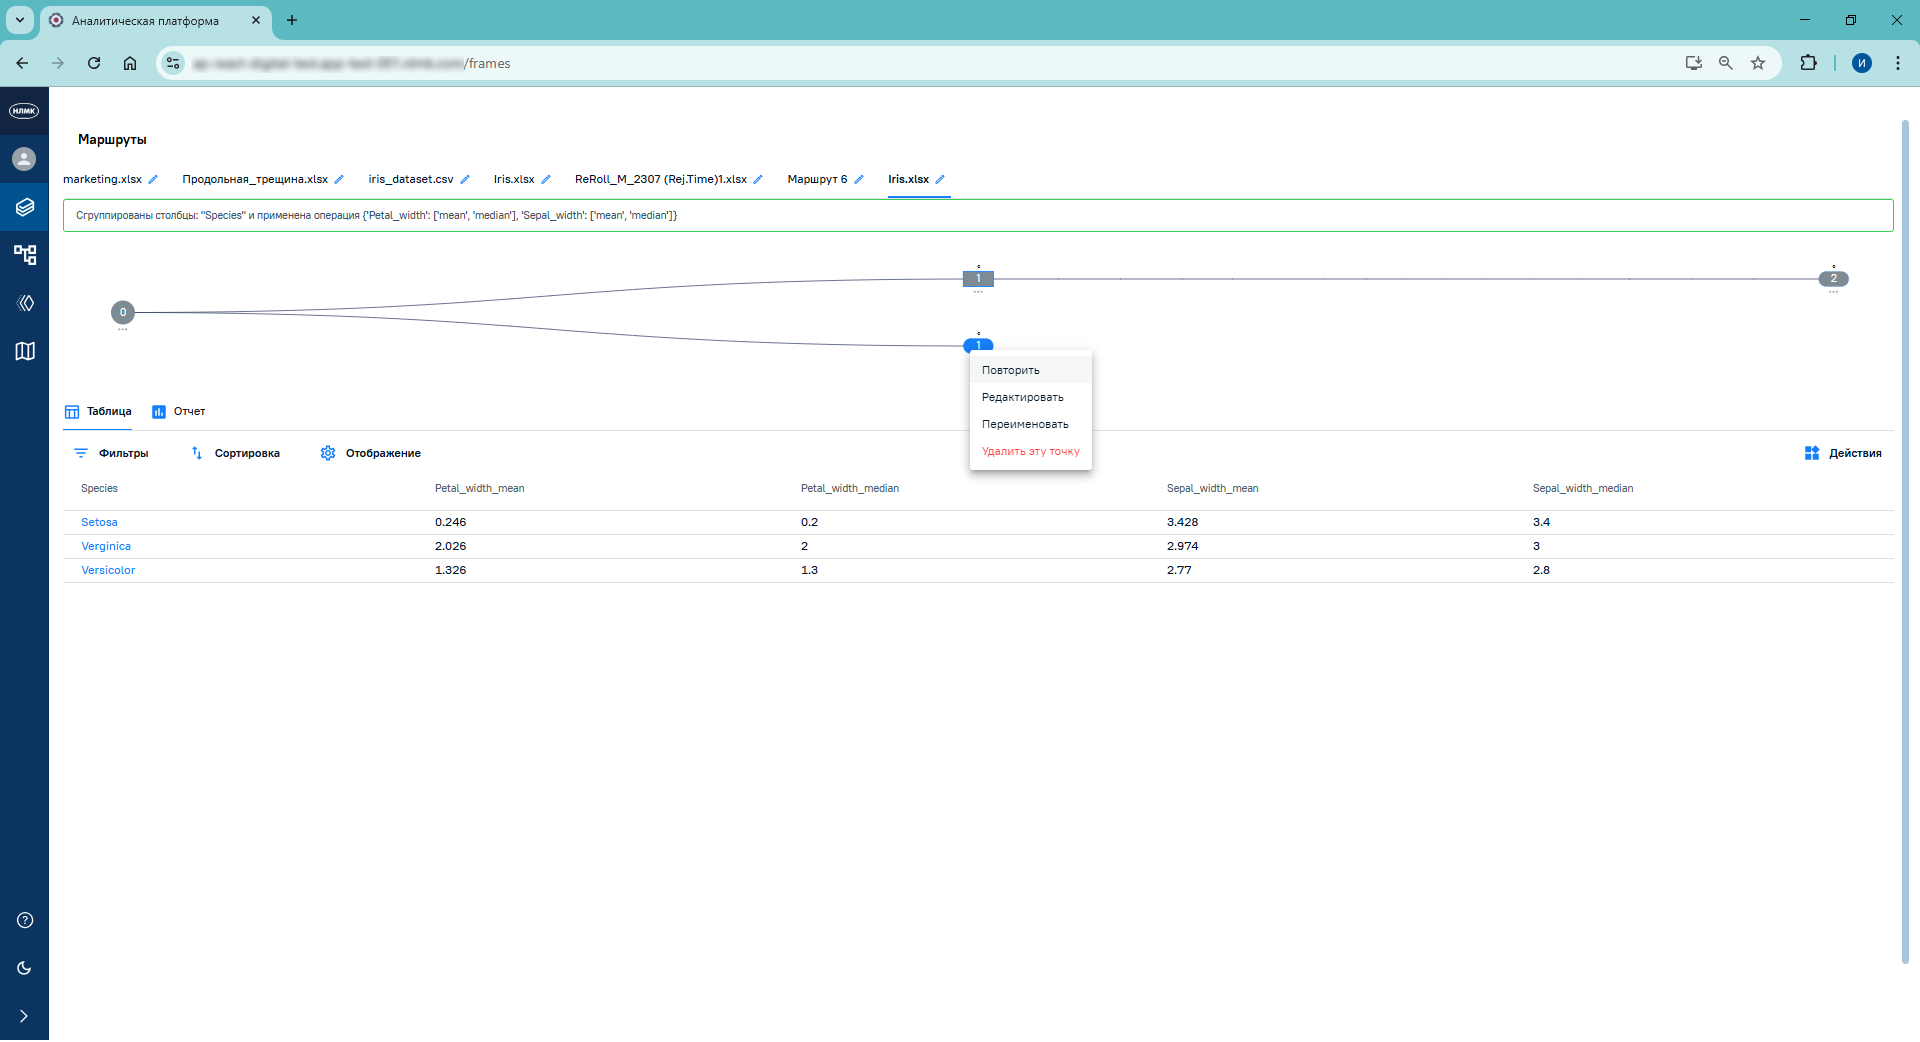 Аналитическая платформа
/frames
И
НЛМК
Маршруты
marketing.xlsx Продольная_трещина.xlsx iris_dataset.csv Iris.xlsx ReRoll_M_2307 (Rej.Time)1.xlsx Маршрут 6 Iris.xlsx
Сгруппированы столбцы: "Species" и применена операция {'Petal_width': ['mean', 'median'], 'Sepal_width': ['mean', 'median']}
1 2
0
1
Повторить
Редактировать
Переименовать
Удалить эту точку
Таблица Отчет
Фильтры Сортировка Отображение Действия
Species Petal_width_mean Petal_width_median Sepal_width_mean Sepal_width_median
Setosa 0.246 0.2 3.428 3.4
Verginica 2.026 2 2.974 3
Versicolor 1.326 1.3 2.77 2.8